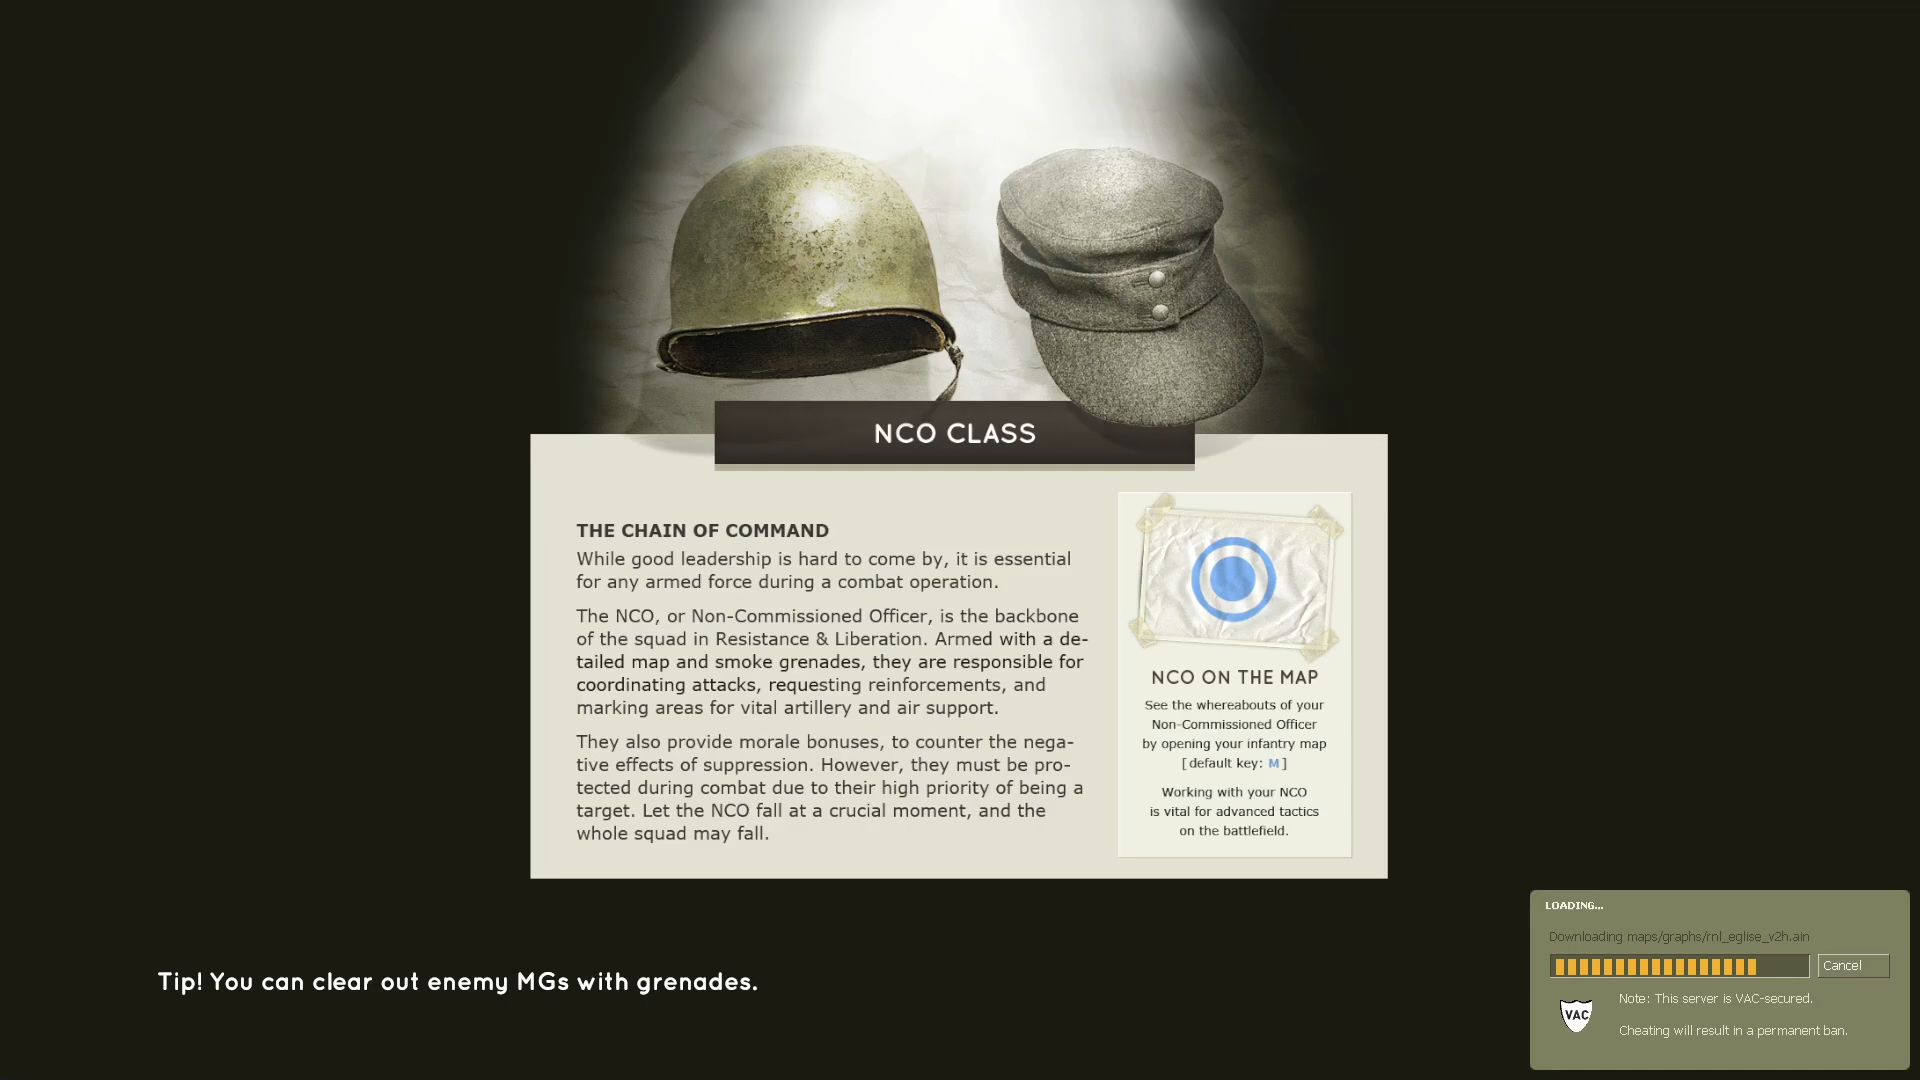 NCO CLASS
THE CHAIN OF COMMAND
While good leadership is hard to come by, it is essential
for any armed force during a combat operation.
The NCO, or Non-Commissioned Officer, is the backbone
of the squad in Resistance & Liberation. Armed with a de-
tailed map and smoke grenades, they are responsible for
coordinating attacks, requesting reinforcements, and
marking areas for vital artillery and air support.
They also provide morale bonuses, to counter the nega-
tive effects of suppression. However, they must be pro-
tected during combat due to their high priority of being a
target. Let the NCO fall at a crucial moment, and the
whole squad may fall.
NCO ON THE MAP
See the whereabouts of your
Non-Commissioned Officer
by opening your infantry map
[default key: M]
Working with your NCO
is vital for advanced tactics
on the battlefield.
Tip! You can clear out enemy MGs with grenades.
LOADING...
Downloading maps/graphs/rnl_eglise_v2h.ain
Cancel
VAC
Note: This server is VAC-secured.
Cheating will result in a permanent ban.